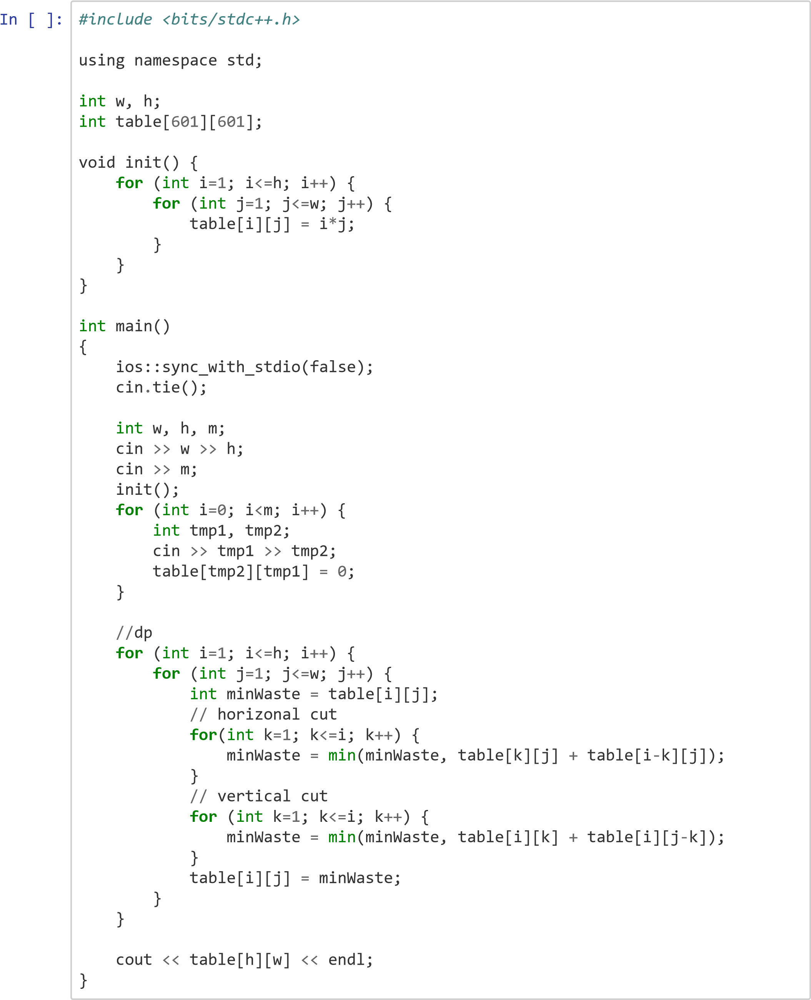 In [ ]:
#include <bits/stdc++.h>

using namespace std;

int w, h;
int table[601][601];

void init() {
    for (int i=1; i<=h; i++) {
        for (int j=1; j<=w; j++) {
            table[i][j] = i*j;
        }
    }
}

int main()
{
    ios::sync_with_stdio(false);
    cin.tie();

    int w, h, m;
    cin >> w >> h;
    cin >> m;
    init();
    for (int i=0; i<m; i++) {
        int tmp1, tmp2;
        cin >> tmp1 >> tmp2;
        table[tmp2][tmp1] = 0;
    }

    //dp
    for (int i=1; i<=h; i++) {
        for (int j=1; j<=w; j++) {
            int minWaste = table[i][j];
            // horizonal cut
            for(int k=1; k<=i; k++) {
                minWaste = min(minWaste, table[k][j] + table[i-k][j]);
            }
            // vertical cut
            for (int k=1; k<=i; k++) {
                minWaste = min(minWaste, table[i][k] + table[i][j-k]);
            }
            table[i][j] = minWaste;
        }
    }

    cout << table[h][w] << endl;
}